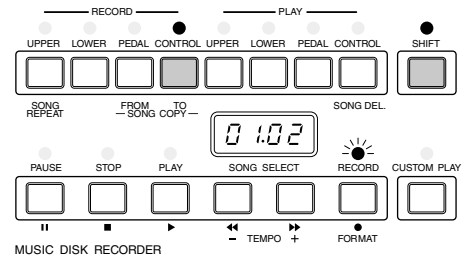 RECORD PLAY
UPPER LOWER PEDAL CONTROL UPPER LOWER PEDAL CONTROL SHIFT
SONG REPEAT FROM TO SONG COPY SONG DEL.
01.02
PAUSE STOP PLAY SONG SELECT RECORD CUSTOM PLAY
− TEMPO + FORMAT
MUSIC DISK RECORDER